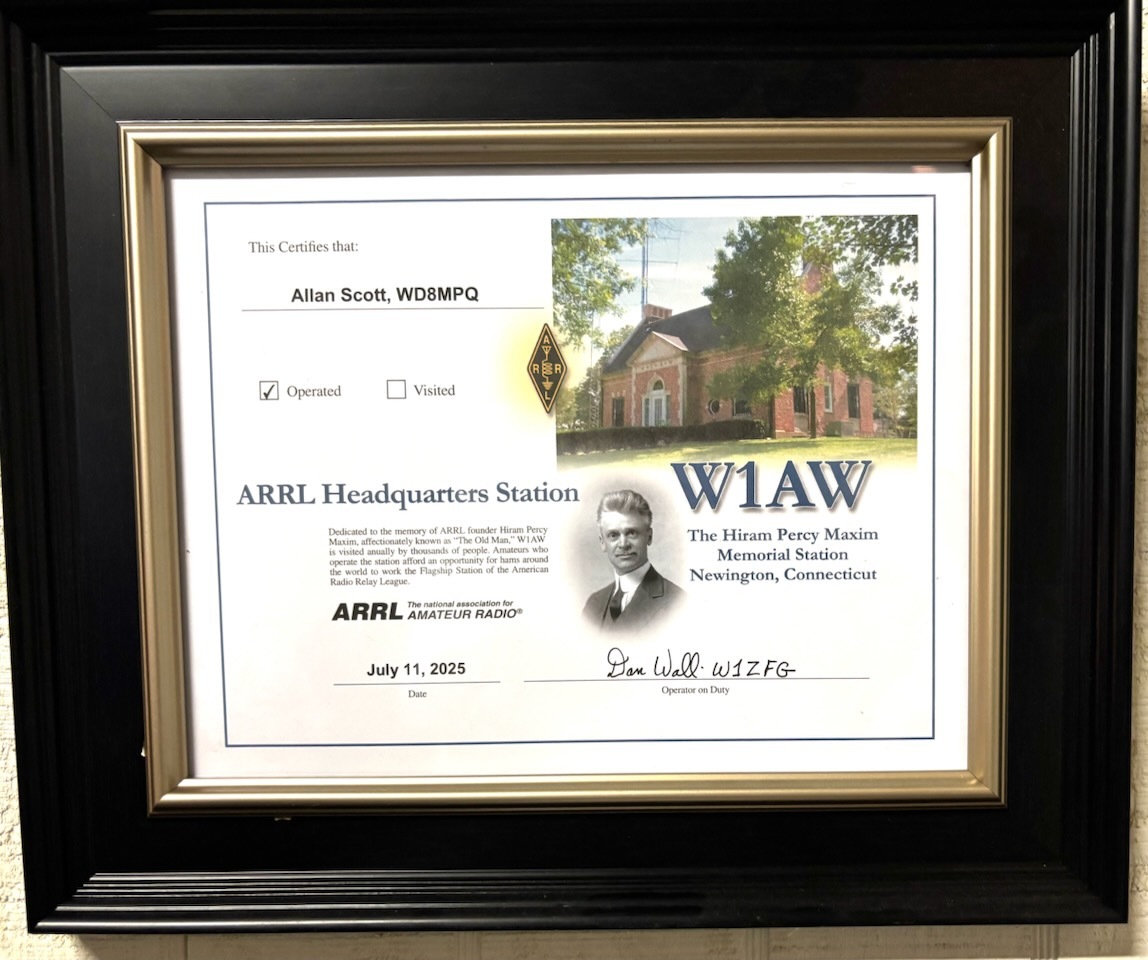 This Certifies that:
Allan Scott, WD8MPQ
✓ Operated Visited
A
R R
L
ARRL Headquarters Station
W1AW
Dedicated to the memory of ARRL founder Hiram Percy
Maxim, affectionately known as "The Old Man," W1AW
is visited anually by thousands of people. Amateurs who
operate the station afford an opportunity for hams around
the world to work the Flagship Station of the American
Radio Relay League.
The Hiram Percy Maxim
Memorial Station
Newington, Connecticut
ARRL The national association for
AMATEUR RADIO®
July 11, 2025
Date
Dan Wall W1ZFG
Operator on Duty